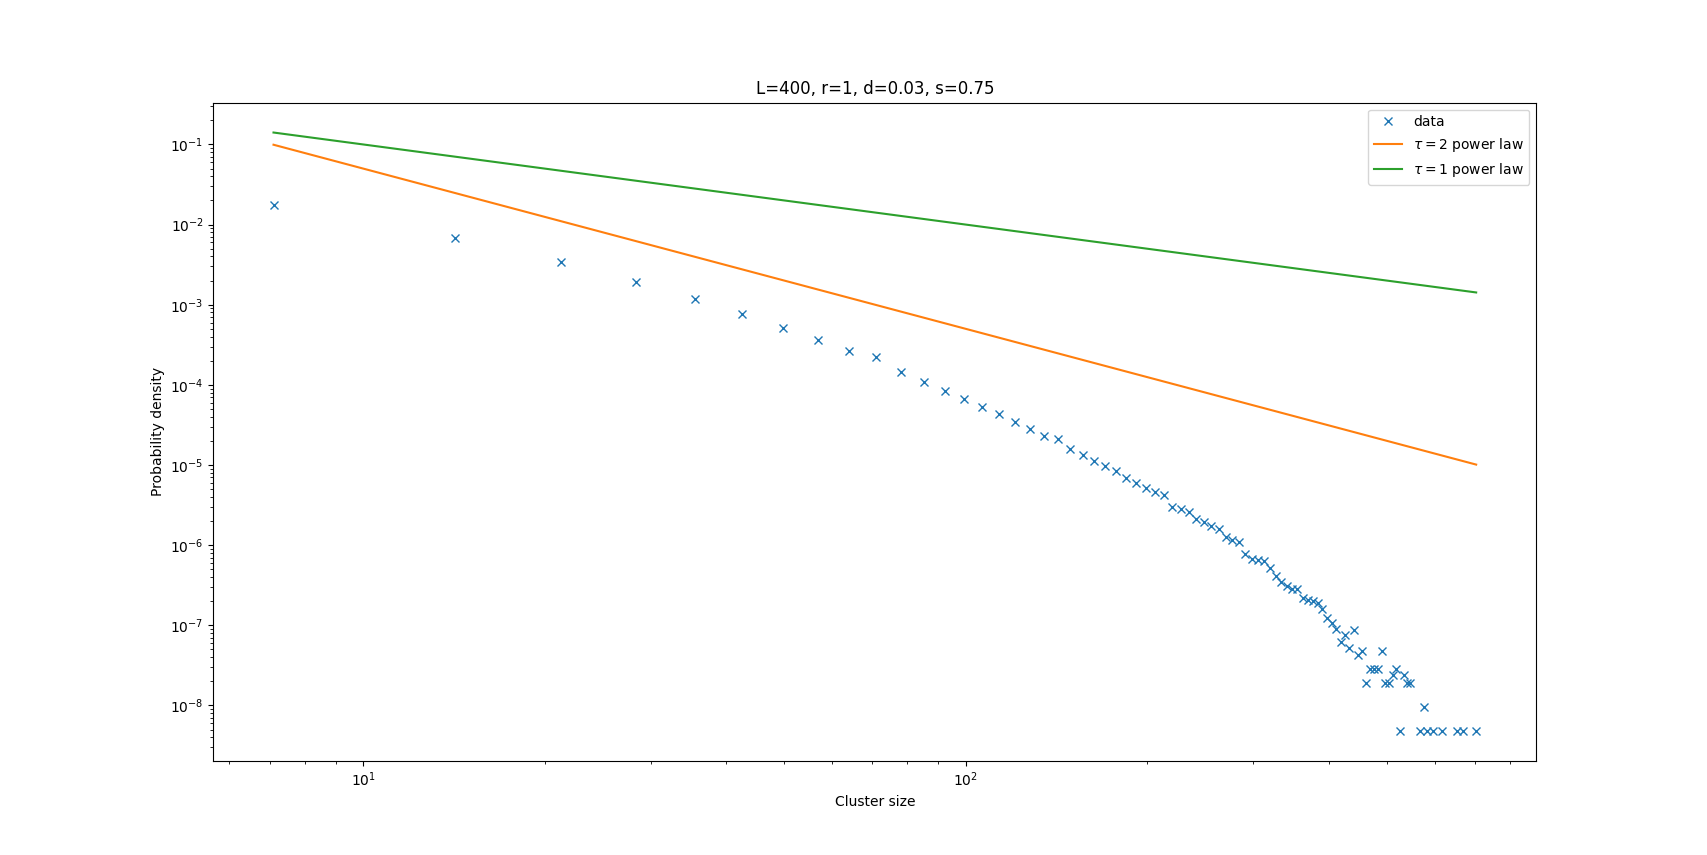 L=400, r=1, d=0.03, s=0.75
data
τ = 2 power law
τ = 1 power law
Probability density
10⁻¹
10⁻²
10⁻³
10⁻⁴
10⁻⁵
10⁻⁶
10⁻⁷
10⁻⁸
10¹ 10²
Cluster size